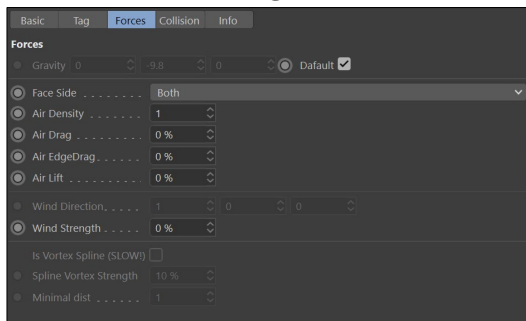 Basic Tag Forces Collision Info
Forces
Gravity 0 -9.8 0 Dafault
Face Side . . . . . . . . Both
Air Density . . . . . . . 1
Air Drag . . . . . . . . . 0 %
Air EdgeDrag. . . . . . 0 %
Air Lift . . . . . . . . . . 0 %
Wind Direction. . . . . 1 0 0
Wind Strength . . . . . 0 %
Is Vortex Spline (SLOW!)
Spline Vortex Strength 10 %
Minimal dist . . . . . . 1